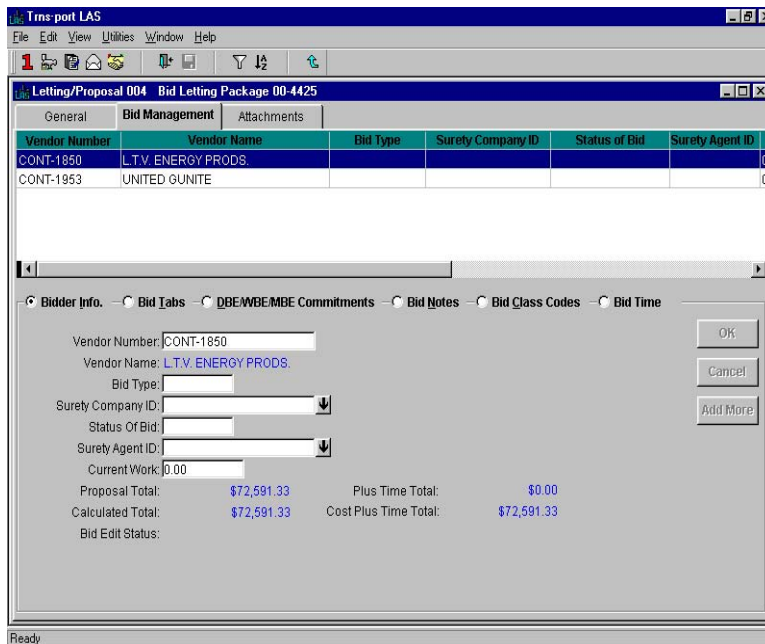 Trns·port LAS
File Edit View Utilities Window Help
Letting/Proposal 004 Bid Letting Package 00-4425
General Bid Management Attachments
Vendor Number Vendor Name Bid Type Surety Company ID Status of Bid Surety Agent ID
CONT-1850 L.T.V. ENERGY PRODS.
CONT-1953 UNITED GUNITE
Bidder Info. Bid Tabs DBE/WBE/MBE Commitments Bid Notes Bid Class Codes Bid Time
Vendor Number: CONT-1850 OK
Vendor Name: L.T.V. ENERGY PRODS.
Bid Type: Cancel
Surety Company ID: Add More
Status Of Bid:
Surety Agent ID:
Current Work: 0.00
Proposal Total: $72,591.33 Plus Time Total: $0.00
Calculated Total: $72,591.33 Cost Plus Time Total: $72,591.33
Bid Edit Status:
Ready